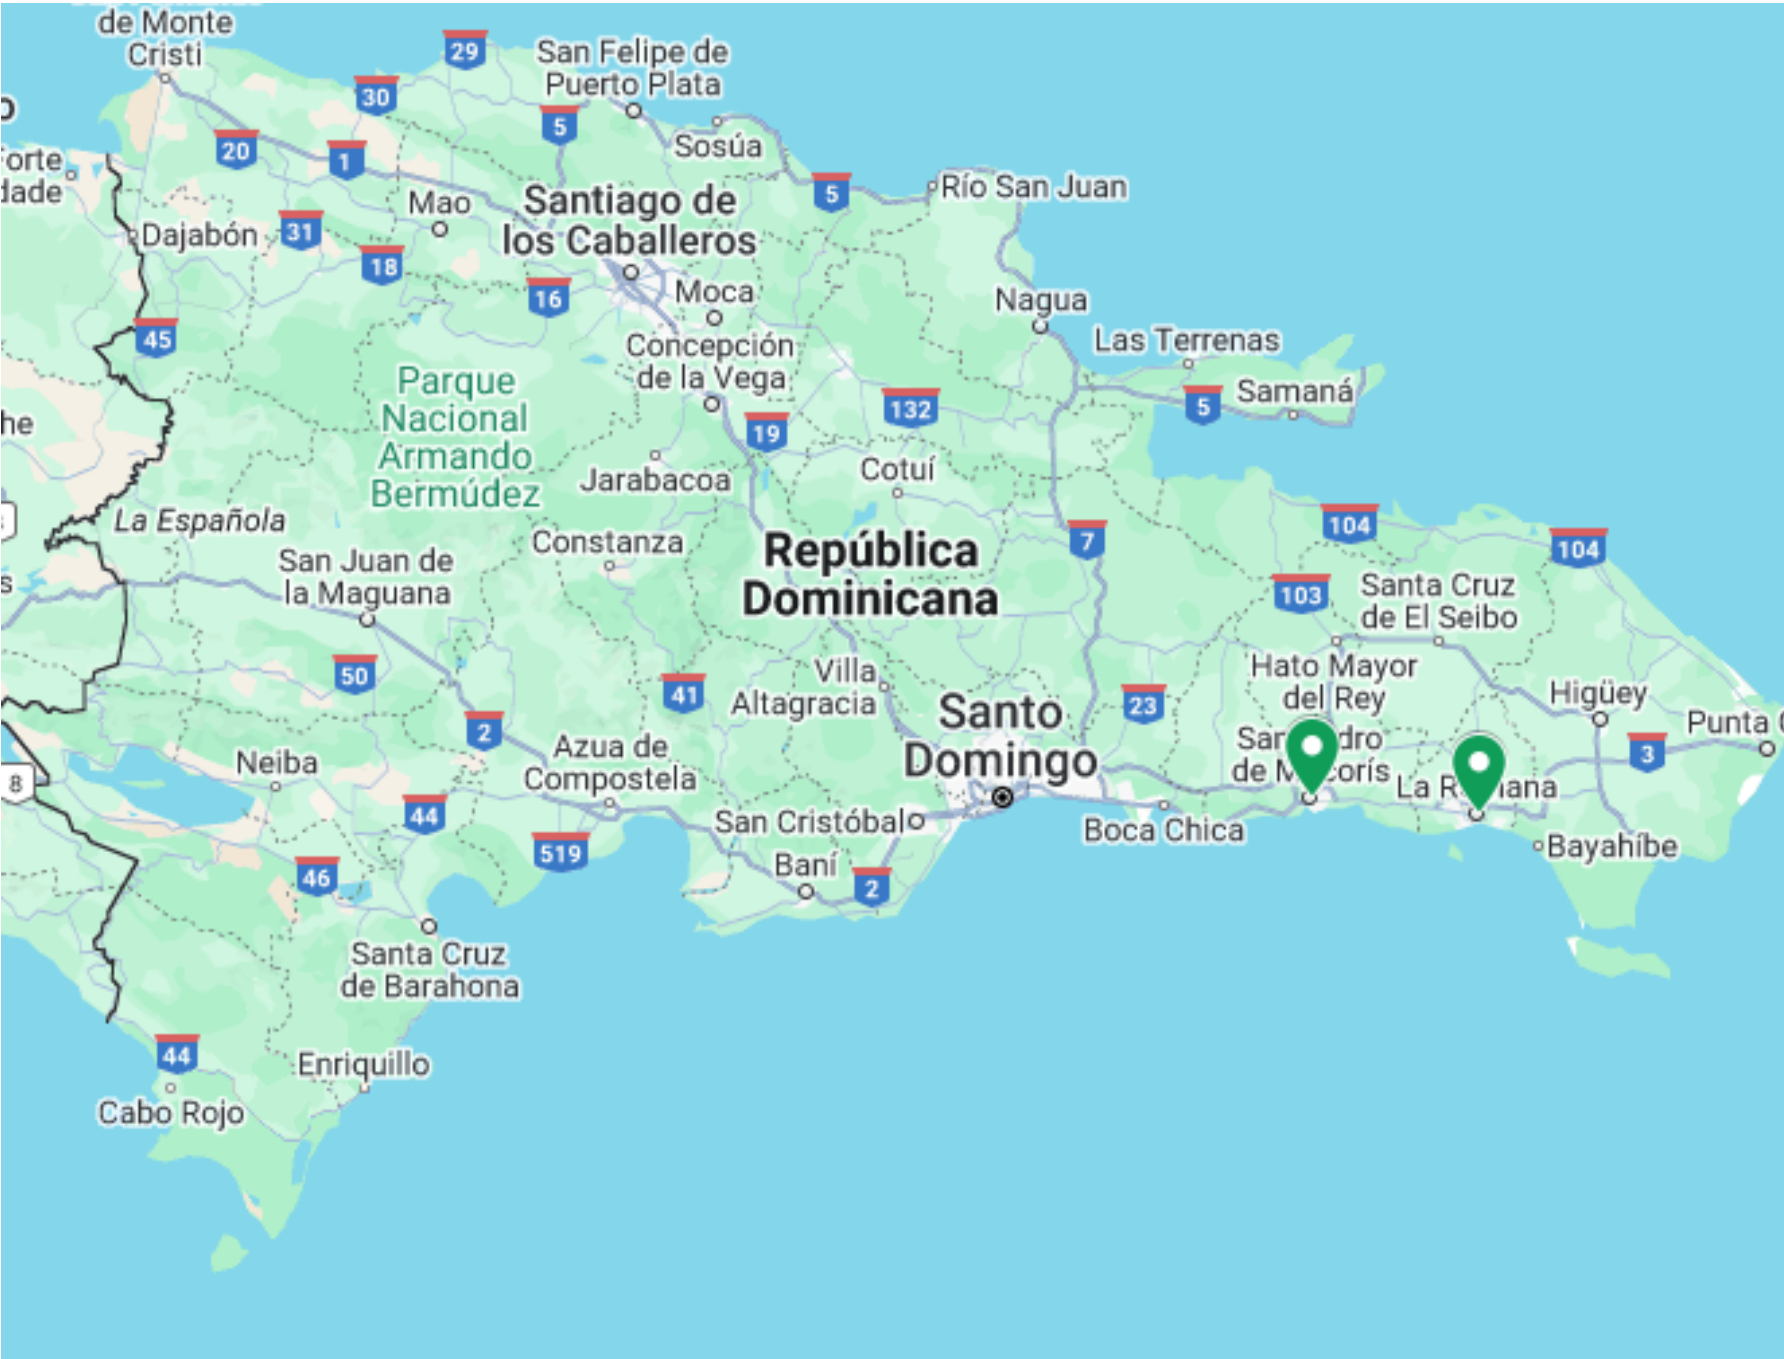 de Monte
Cristi
29
San Felipe de
Puerto Plata
30
5
20
1
Sosúa
5
Río San Juan
Mao
Santiago de
los Caballeros
Dajabón
31
18
16
Moca
Nagua
45
Concepción
de la Vega
Las Terrenas
Samaná
5
Parque
Nacional
Armando
Bermúdez
132
19
Jarabacoa
Cotuí
La Española
Constanza
San Juan de
la Maguana
República
Dominicana
7
104
104
103
Santa Cruz
de El Seibo
50
41
Villa
Altagracia
23
Hato Mayor
del Rey
Higüey
Santo
Domingo
2
Azua de
Compostela
Neiba
8
3
Punta
44
San Cristóbal
Boca Chica
519
Baní
2
Bayahíbe
46
Santa Cruz
de Barahona
44
Enriquillo
Cabo Rojo